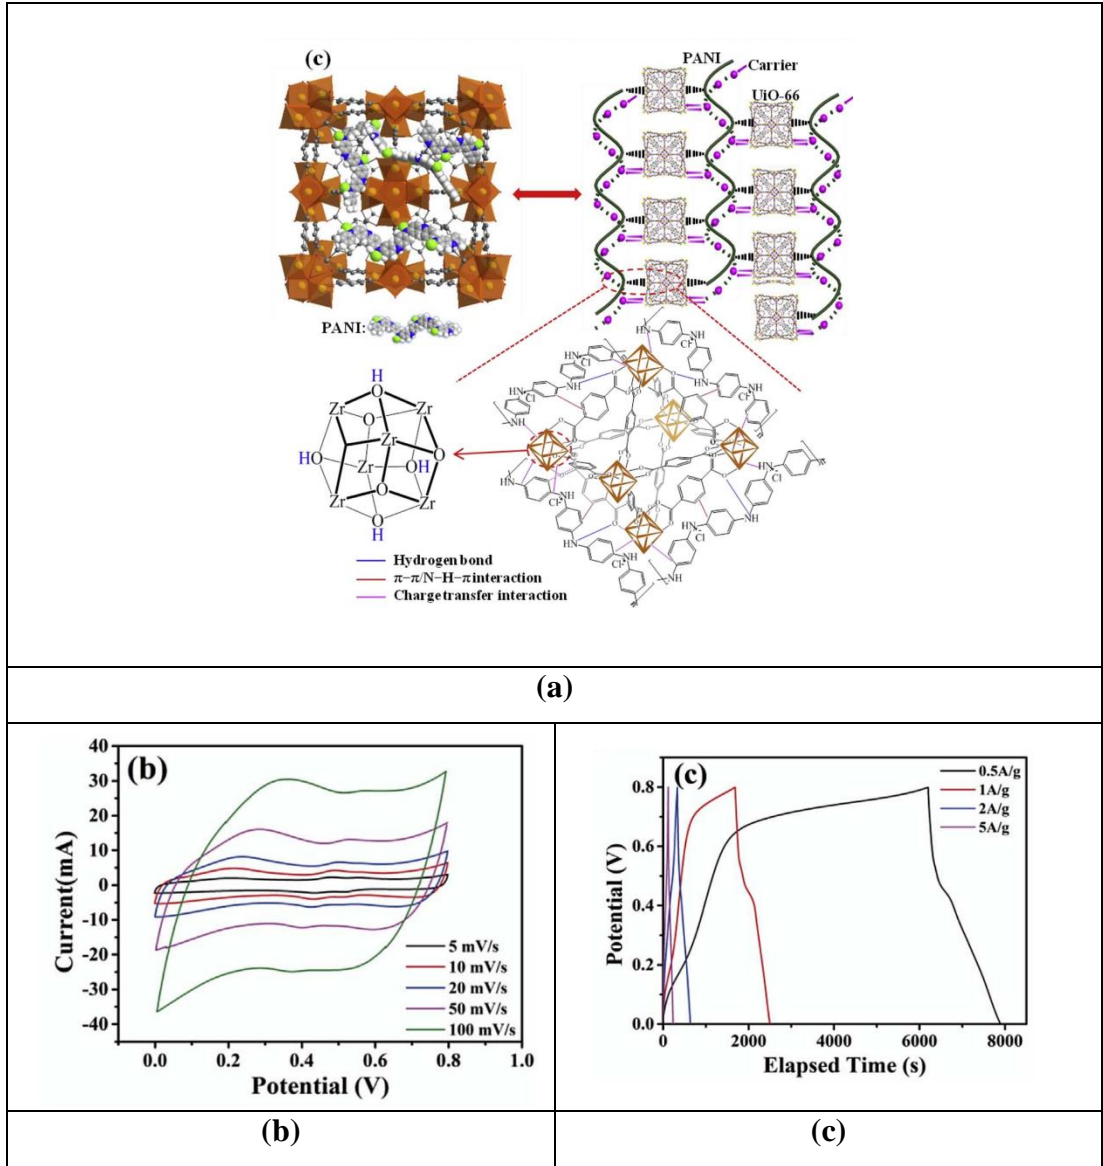 (c)
PANI
Carrier
UiO-66
PANI:
H
O
Zr
Zr
O
Zr
O
HO
Zr
OH
Zr
O
Zr
O
H
Hydrogen bond
π–π/N–H–π interaction
Charge transfer interaction
(a)
(b)
40
30
20
10
0
-10
-20
-30
-40
Current(mA)
5 mV/s
10 mV/s
20 mV/s
50 mV/s
100 mV/s
0.0 0.2 0.4 0.6 0.8 1.0
Potential (V)
(c)
0.5A/g
1A/g
2A/g
5A/g
0.8
0.6
0.4
0.2
0.0
Potential (V)
0 2000 4000 6000 8000
Elapsed Time (s)
(b)
(c)